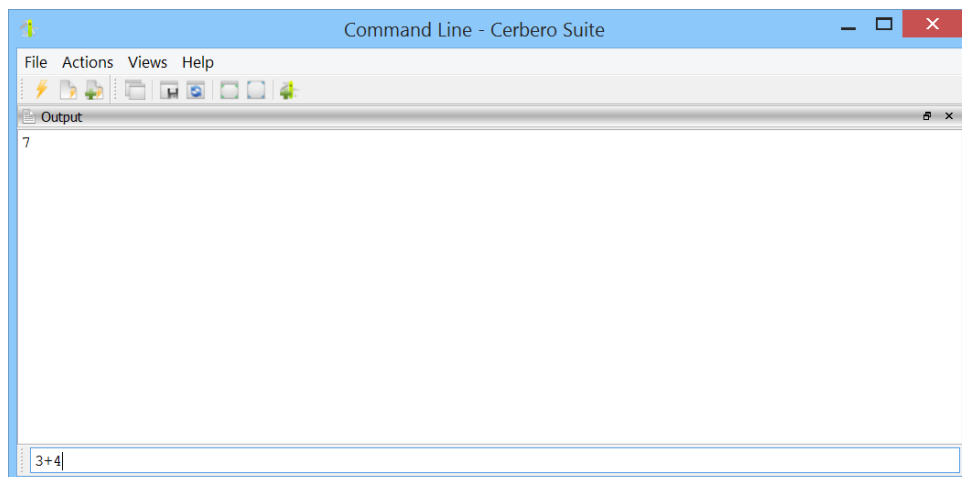 Command Line - Cerbero Suite
File Actions Views Help
Output
7
3+4